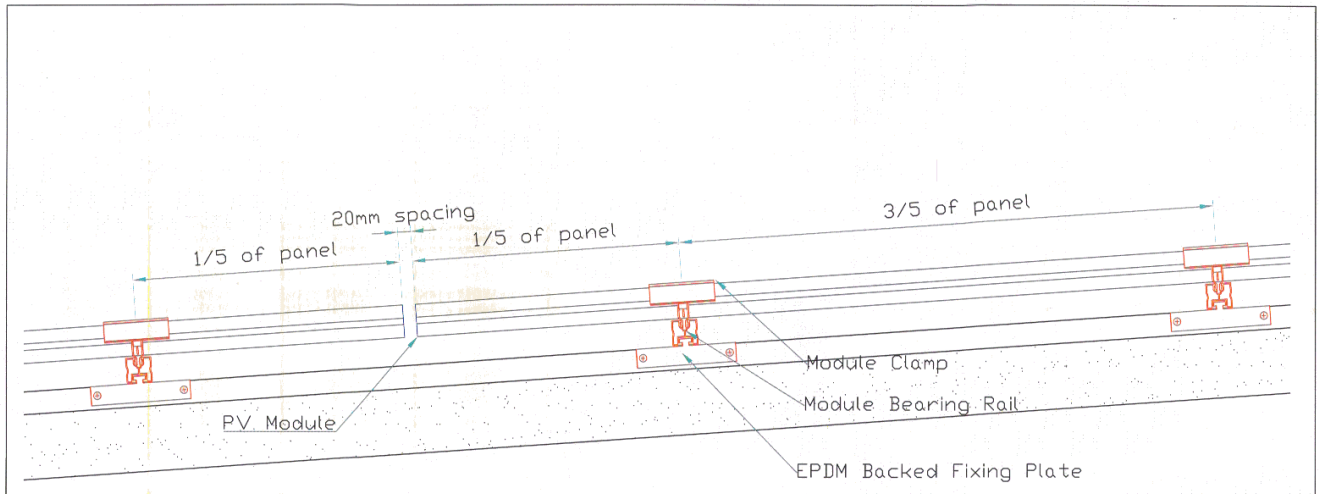 3/5 of panel
20mm spacing
1/5 of panel
1/5 of panel
Module Clamp
Module Bearing Rail
PV Module
EPDM Backed Fixing Plate